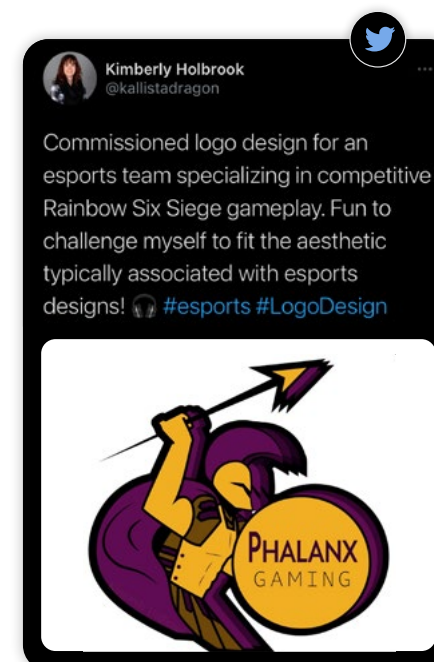 Kimberly Holbrook
@kallistadragon
Commissioned logo design for an
esports team specializing in competitive
Rainbow Six Siege gameplay. Fun to
challenge myself to fit the aesthetic
typically associated with esports
designs! 🎧 #esports #LogoDesign
PHALANX
GAMING